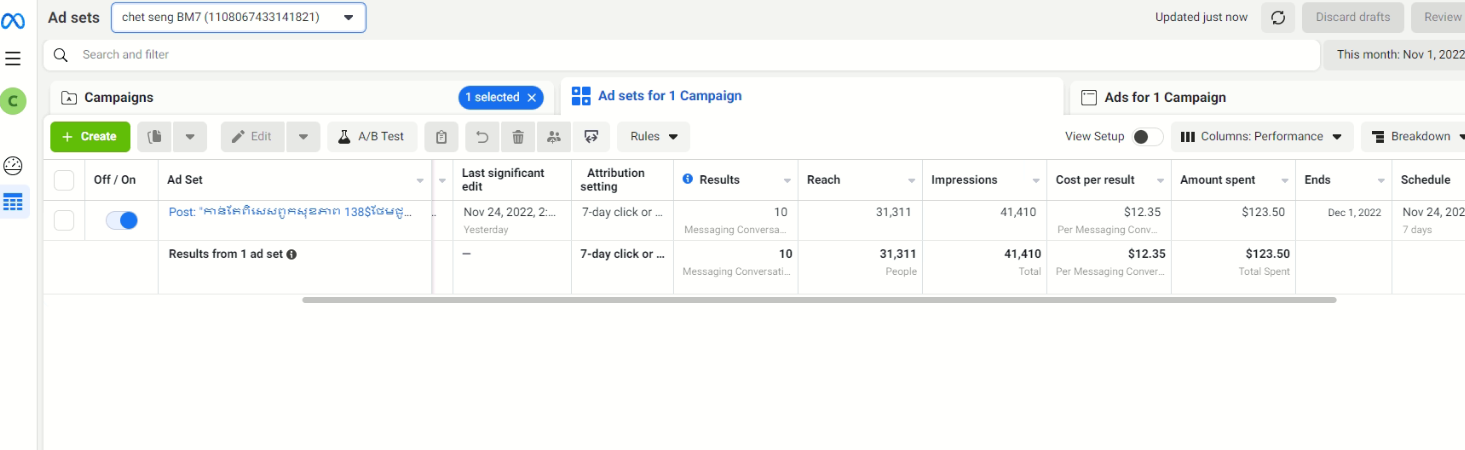 Ad sets
chet seng BM7 (1108067433141821)
Updated just now
Discard drafts
Review
Search and filter
This month: Nov 1, 2022
C
Campaigns
1 selected
Ad sets for 1 Campaign
Ads for 1 Campaign
+ Create
Edit
A/B Test
Rules
View Setup
Columns: Performance
Breakdown
Off / On
Ad Set
Last significant edit
Attribution setting
Results
Reach
Impressions
Cost per result
Amount spent
Ends
Schedule
Post: "កាន់តែពិសេសពូកសុខភាព 138$ថែមជូ...
...
Nov 24, 2022, 2:...
Yesterday
7-day click or ...
10
Messaging Conversa...
31,311
41,410
$12.35
Per Messaging Conv...
$123.50
Dec 1, 2022
Nov 24, 202
7 days
Results from 1 ad set
—
7-day click or ...
10
Messaging Conversati...
31,311
People
41,410
Total
$12.35
Per Messaging Conver...
$123.50
Total Spent